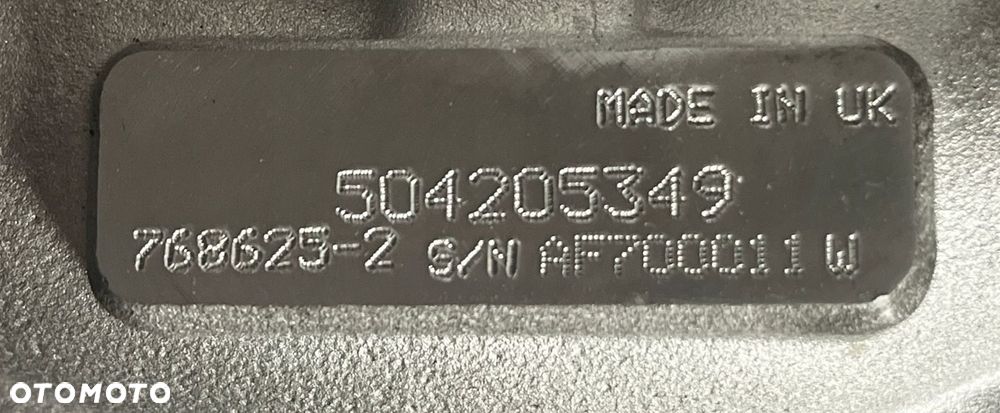 MADE IN UK
504205349
768625-2 S/N AF700011 W
OTOMOTO